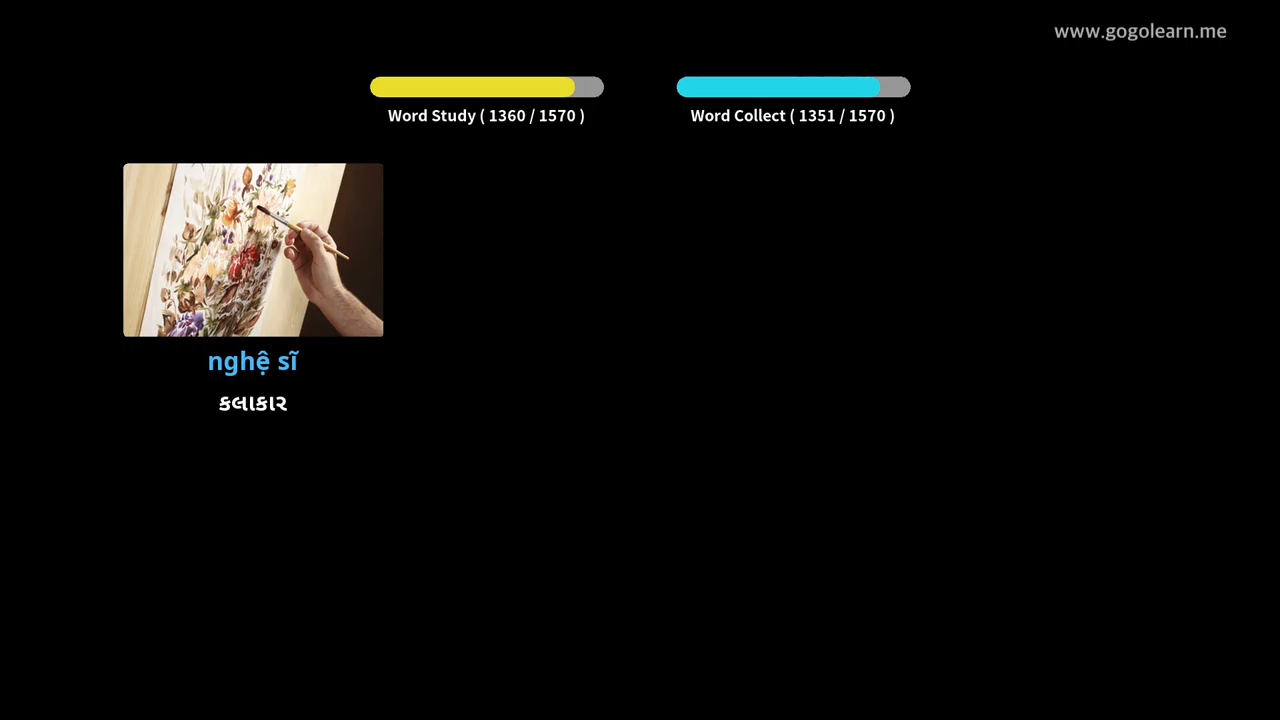 www.gogolearn.me
Word Study ( 1360 / 1570 )
Word Collect ( 1351 / 1570 )
nghệ sĩ
કલાકાર